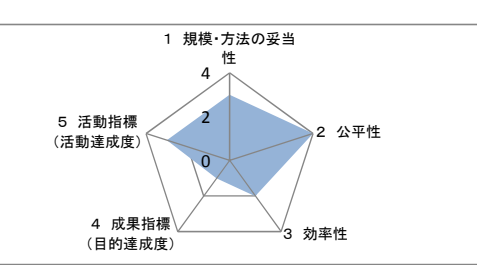 1 規模・方法の妥当
性
4
2
0
5 活動指標
(活動達成度)
2 公平性
4 成果指標
(目的達成度)
3 効率性